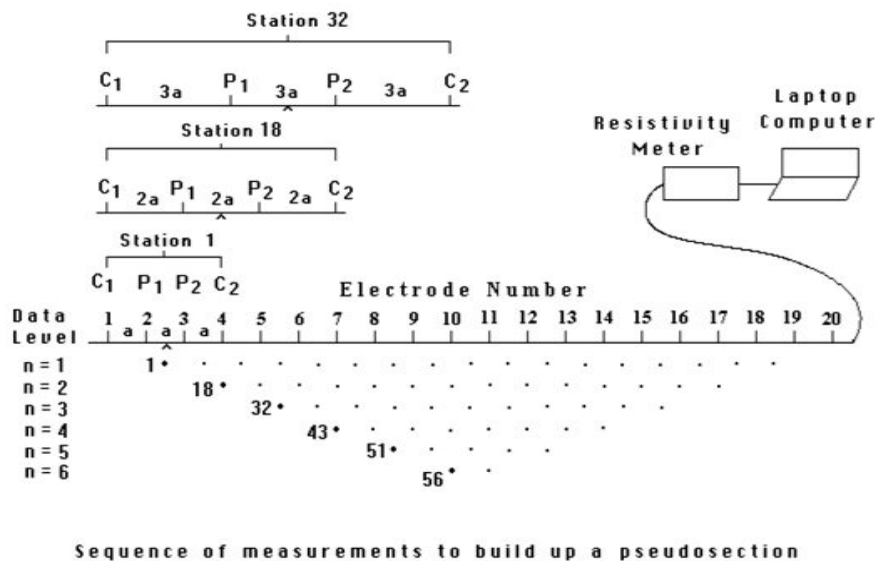 Station 32
C1 P1 P2 C2
3a 3a 3a
Station 18
C1 P1 P2 C2
2a 2a 2a
Station 1
C1 P1 P2 C2
Resistivity
Meter
Laptop
Computer
Electrode Number
Data
Level
1 2 3 4 5 6 7 8 9 10 11 12 13 14 15 16 17 18 19 20
a a a
n = 1 1
n = 2 18
n = 3 32
n = 4 43
n = 5 51
n = 6 56
Sequence of measurements to build up a pseudosection